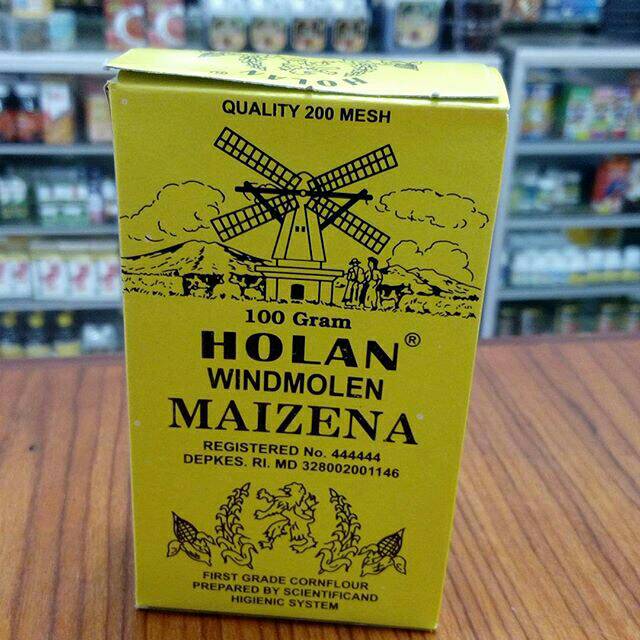 HOLAN
QUALITY 200 MESH
100 Gram
HOLAN®
WINDMOLEN
MAIZENA
REGISTERED No. 444444
DEPKES. RI. MD 328002001146
FIRST GRADE CORNFLOUR
PREPARED BY SCIENTIFICAND
HIGIENIC SYSTEM